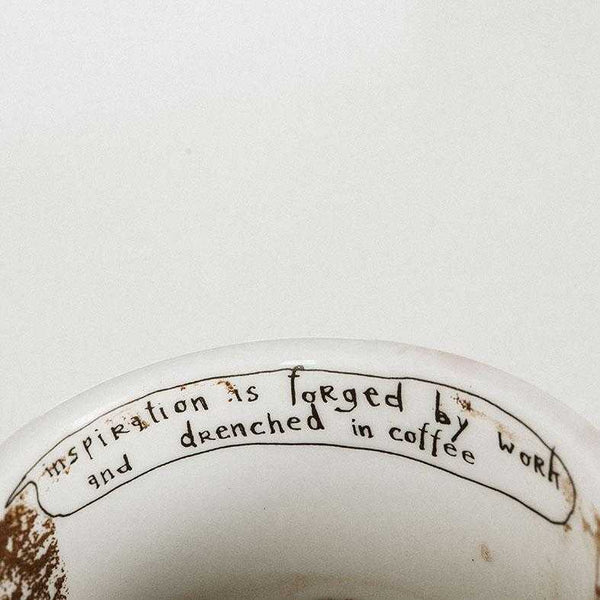 inspiration is forged by work
and drenched in coffee